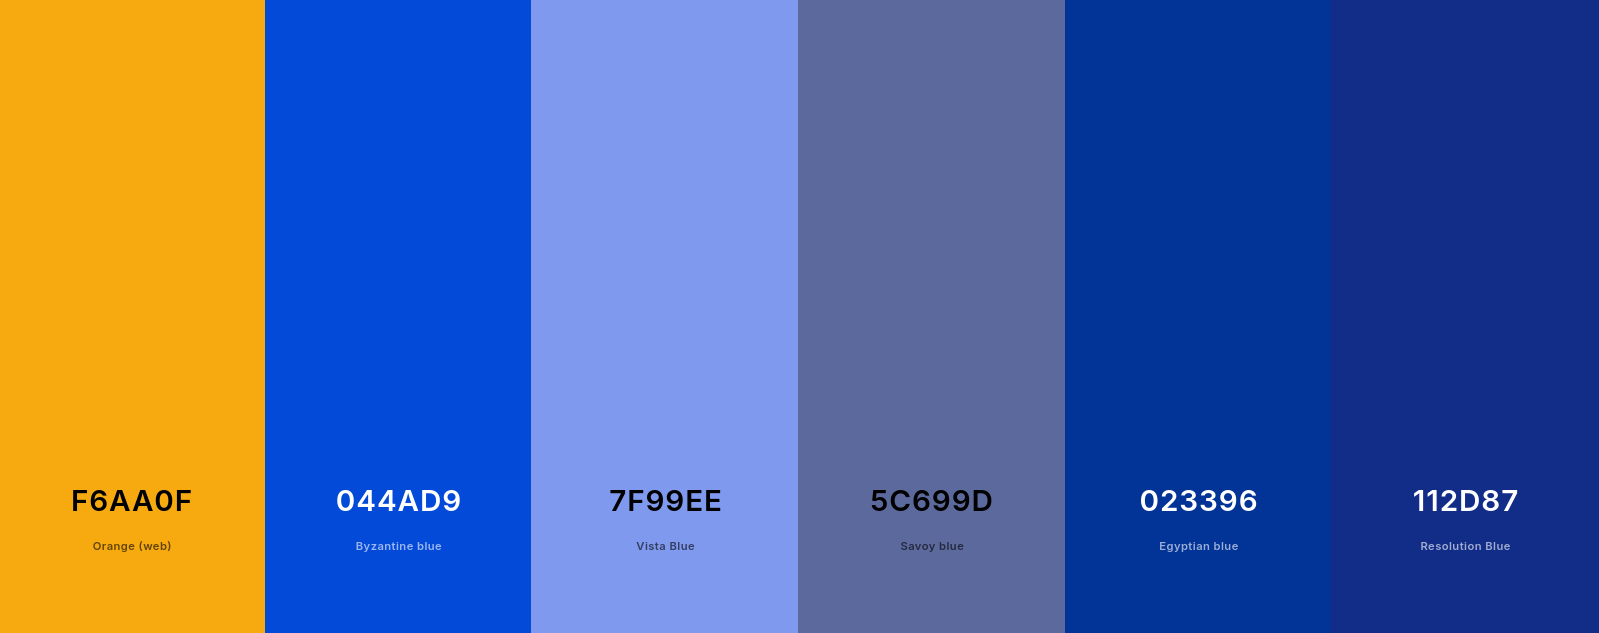 F6AA0F
Orange (web)
044AD9
Byzantine blue
7F99EE
Vista Blue
5C699D
Savoy blue
023396
Egyptian blue
112D87
Resolution Blue